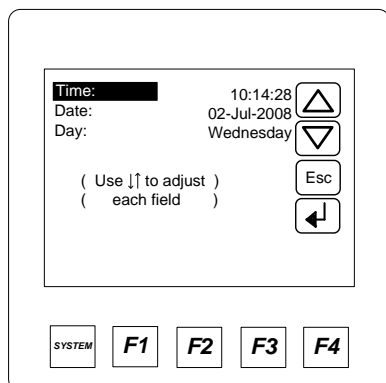 Time: 10:14:28
Date: 02-Jul-2008
Day: Wednesday
( Use ↓↑ to adjust )
( each field )
Esc
SYSTEM F1 F2 F3 F4